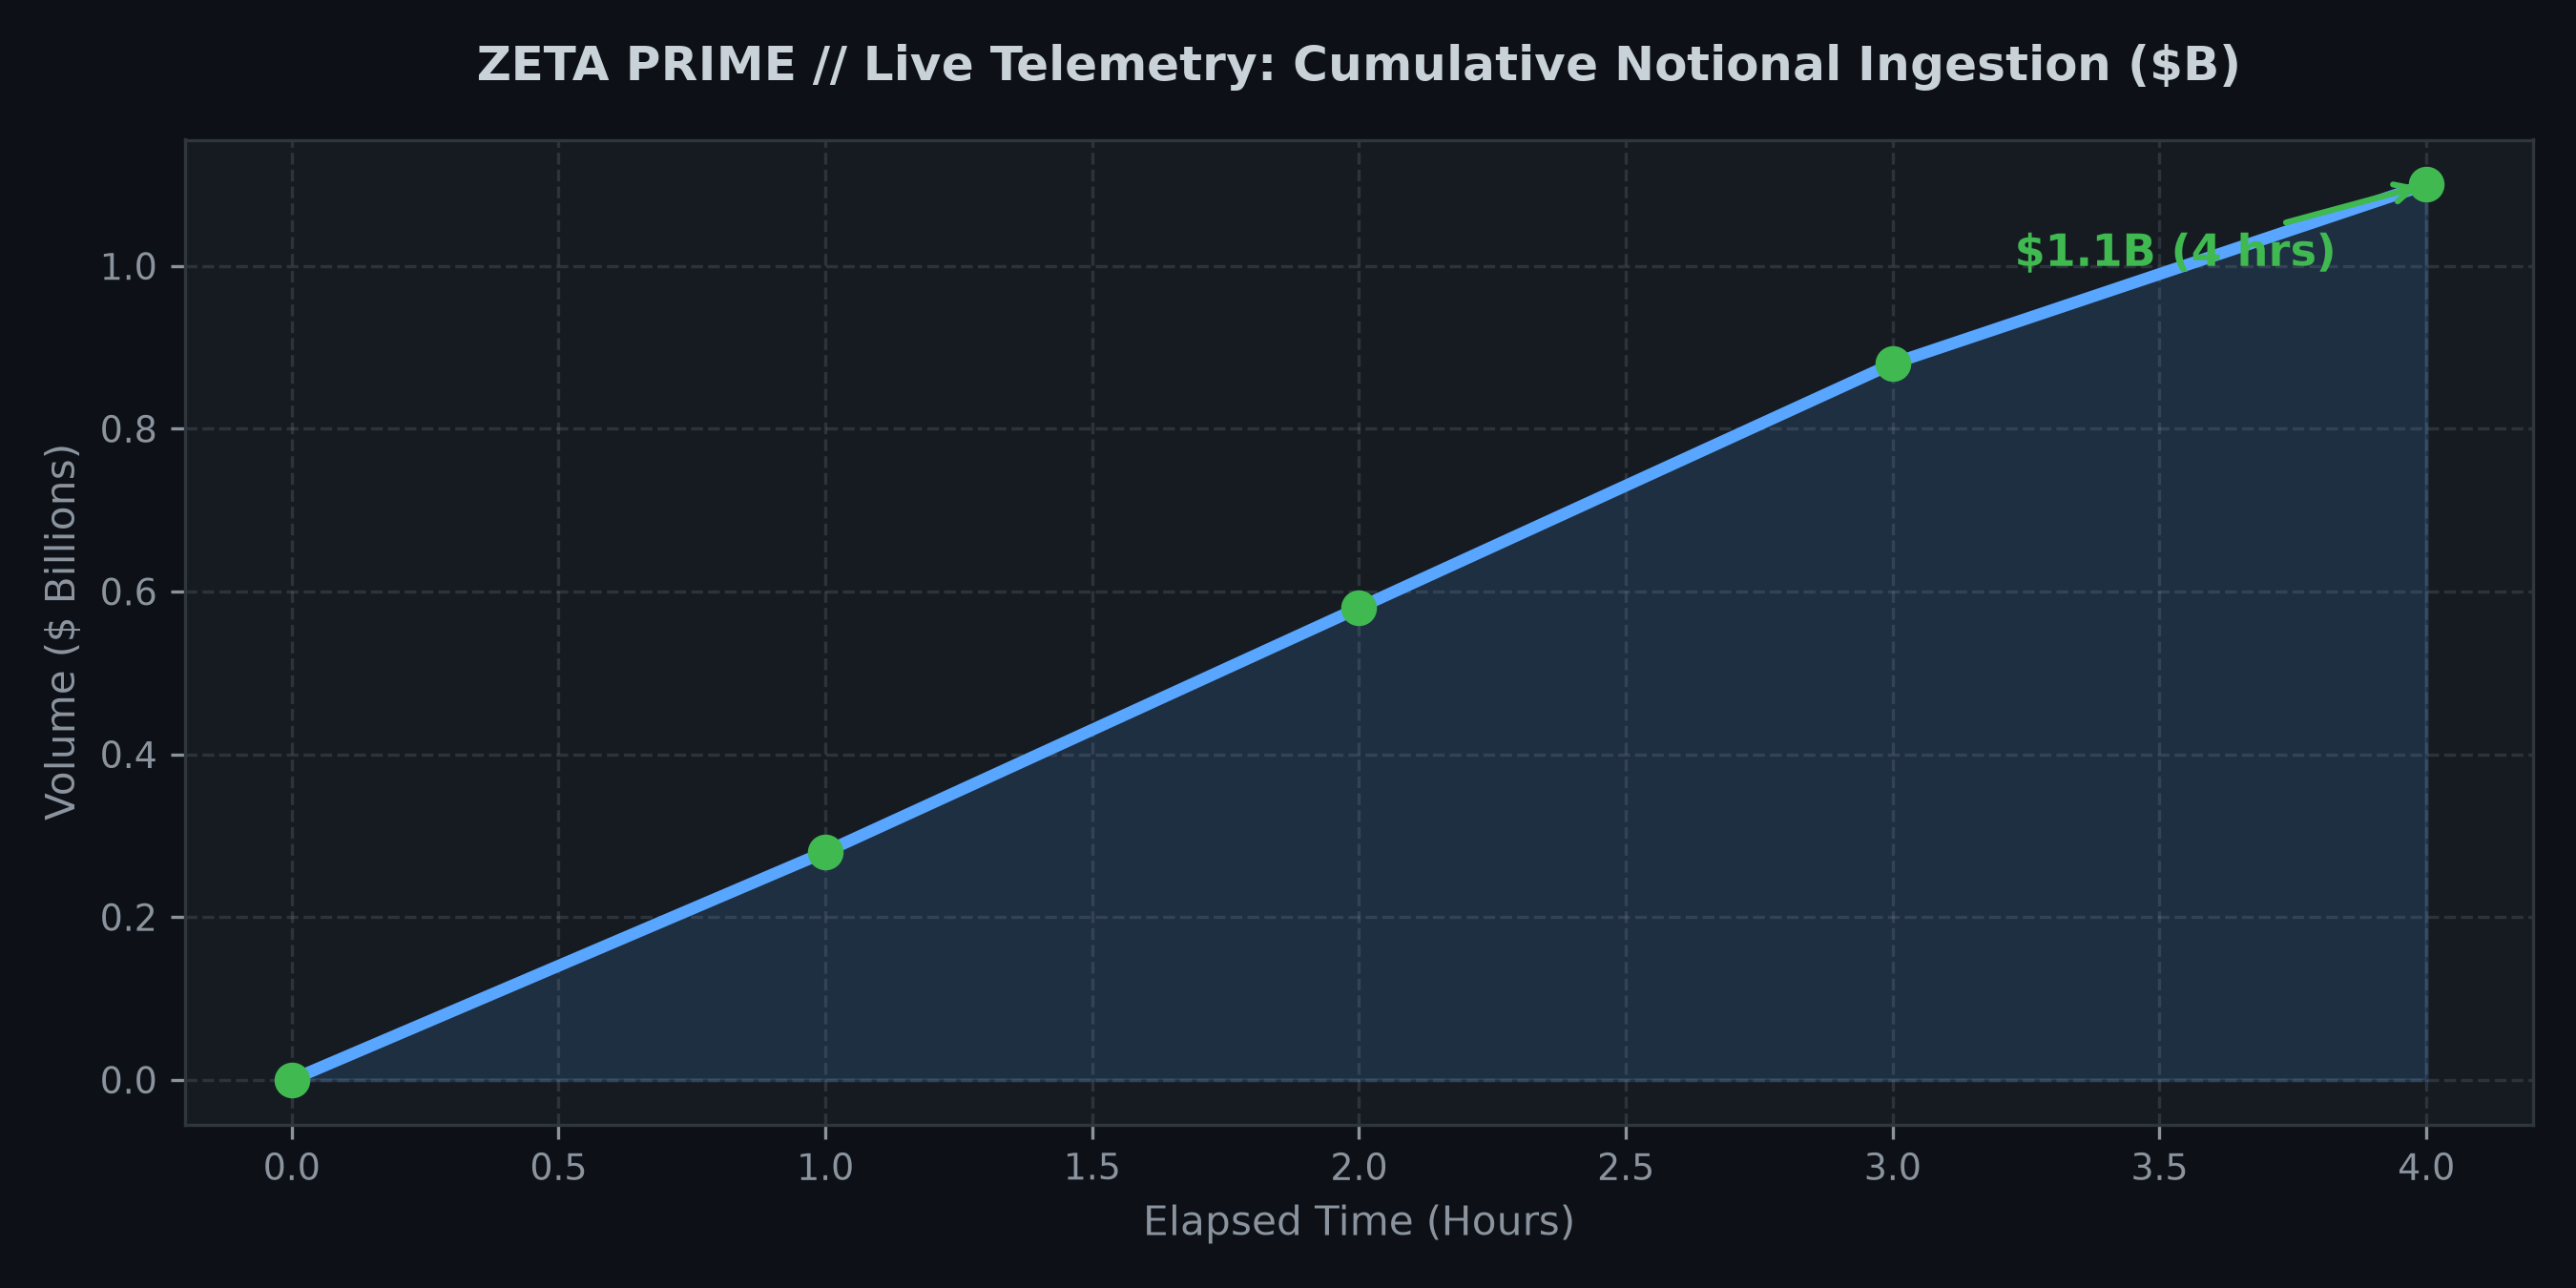 ZETA PRIME // Live Telemetry: Cumulative Notional Ingestion ($B)
$1.1B (4 hrs)
Volume ($ Billions)
1.0
0.8
0.6
0.4
0.2
0.0
0.0 0.5 1.0 1.5 2.0 2.5 3.0 3.5 4.0
Elapsed Time (Hours)